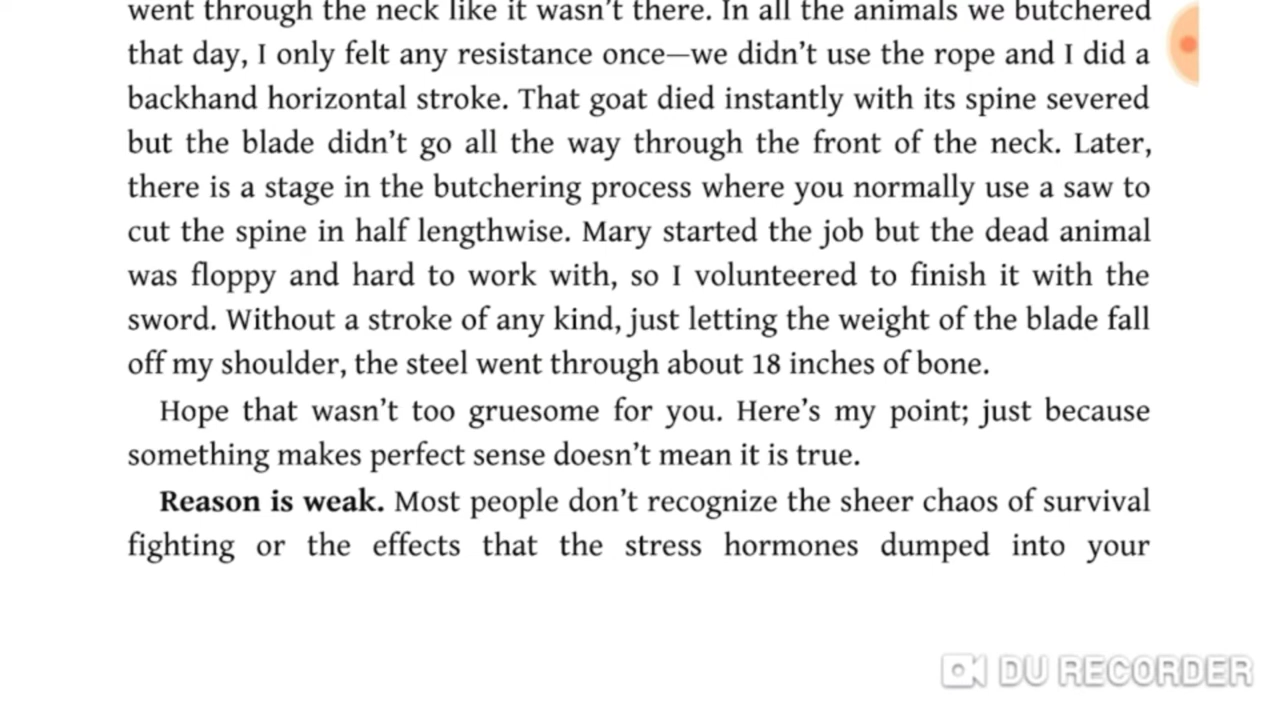 went through the neck like it wasn't there. In all the animals we butchered
that day, I only felt any resistance once—we didn't use the rope and I did a
backhand horizontal stroke. That goat died instantly with its spine severed
but the blade didn't go all the way through the front of the neck. Later,
there is a stage in the butchering process where you normally use a saw to
cut the spine in half lengthwise. Mary started the job but the dead animal
was floppy and hard to work with, so I volunteered to finish it with the
sword. Without a stroke of any kind, just letting the weight of the blade fall
off my shoulder, the steel went through about 18 inches of bone.
Hope that wasn't too gruesome for you. Here's my point; just because
something makes perfect sense doesn't mean it is true.
Reason is weak. Most people don't recognize the sheer chaos of survival
fighting or the effects that the stress hormones dumped into your
DU RECORDER